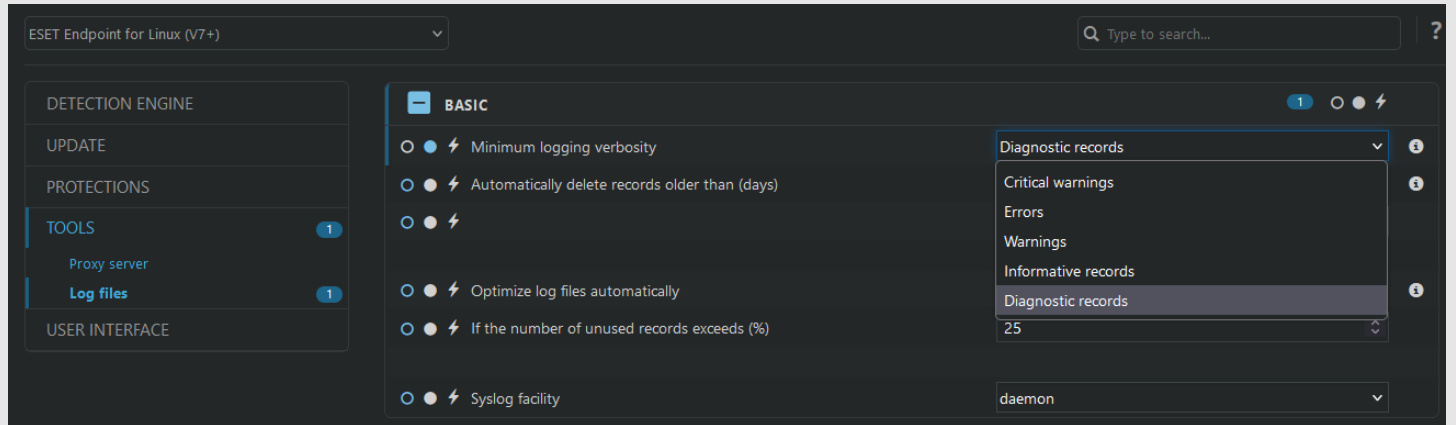 ESET Endpoint for Linux (V7+)
Type to search...
?
DETECTION ENGINE
UPDATE
PROTECTIONS
TOOLS 1
Proxy server
Log files 1
USER INTERFACE
BASIC 1
Minimum logging verbosity Diagnostic records
Automatically delete records older than (days)
Critical warnings
Errors
Warnings
Informative records
Diagnostic records
Optimize log files automatically
If the number of unused records exceeds (%) 25
Syslog facility daemon